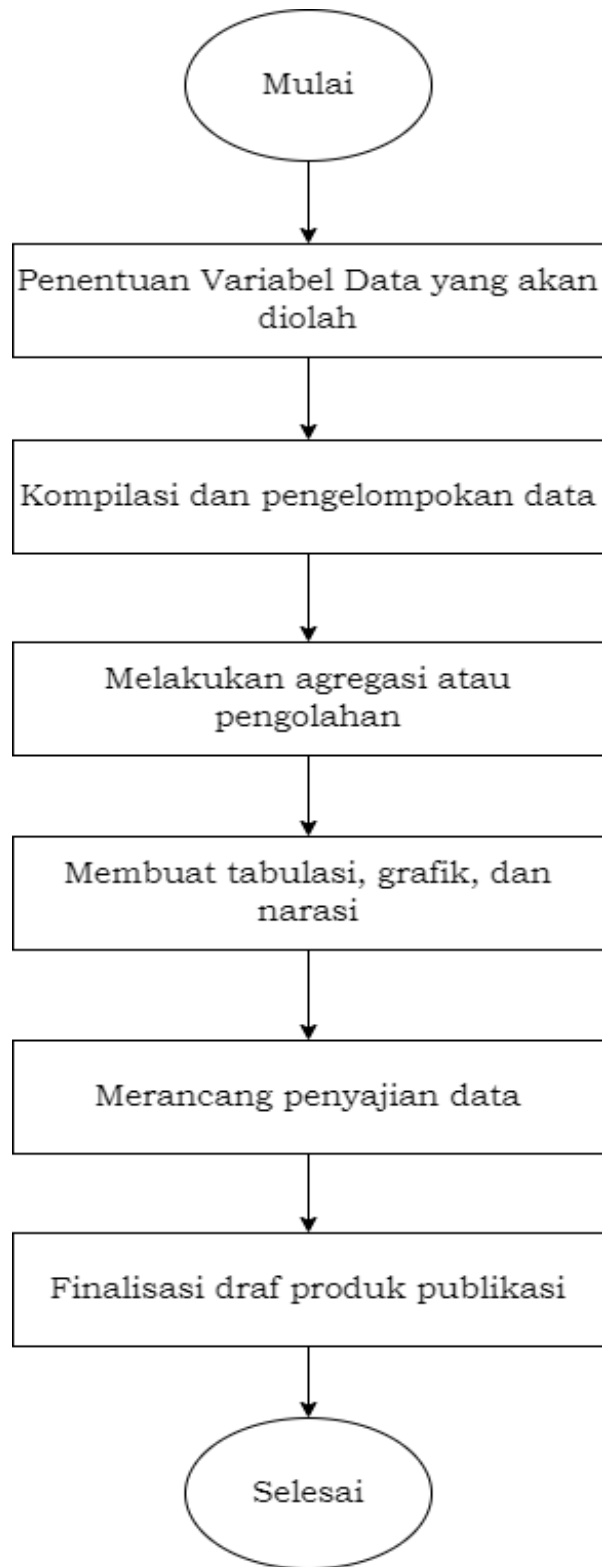 Mulai
Penentuan Variabel Data yang akan
diolah
Kompilasi dan pengelompokan data
Melakukan agregasi atau
pengolahan
Membuat tabulasi, grafik, dan
narasi
Merancang penyajian data
Finalisasi draf produk publikasi
Selesai